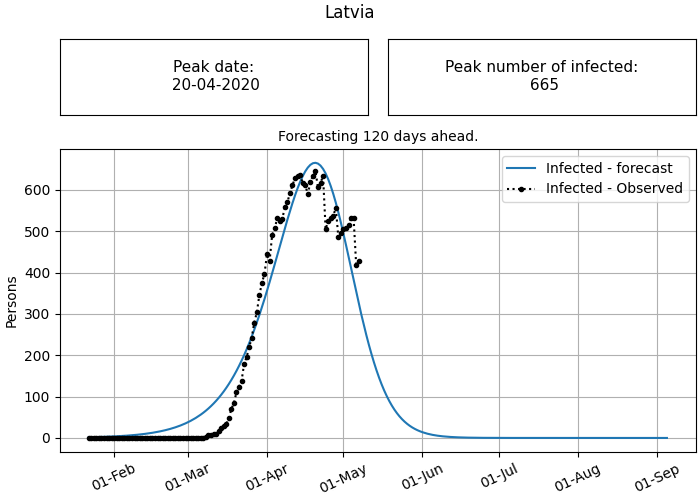 Latvia
Peak date:
20-04-2020
Peak number of infected:
665
Forecasting 120 days ahead.
Infected - forecast
Infected - Observed
Persons
600
500
400
300
200
100
0
01-Feb
01-Mar
01-Apr
01-May
01-Jun
01-Jul
01-Aug
01-Sep